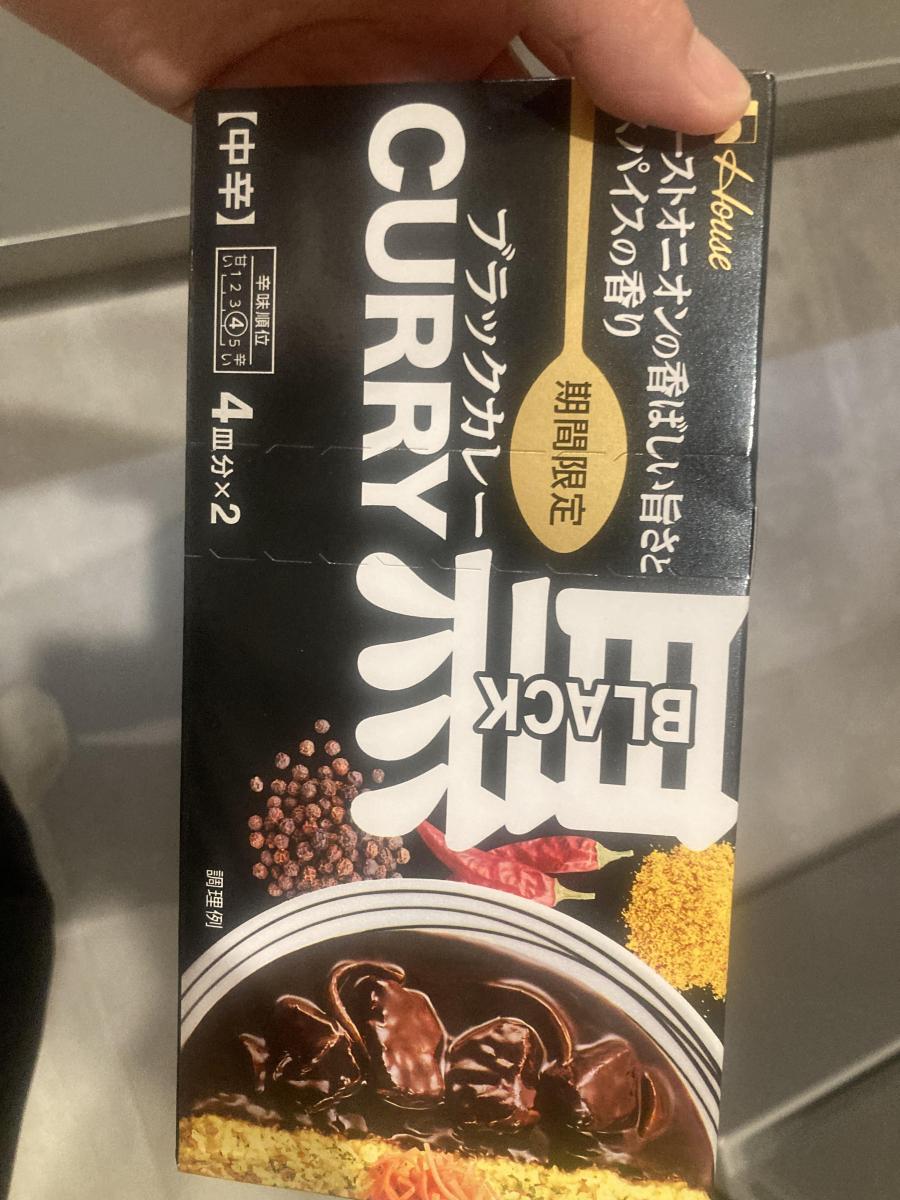 House
ーストオニオンの香ばしい旨さと
スパイスの香り
期間限定
黒
BLACK
ブラックカレー
CURRY
【中辛】
辛味順位
甘い 1 2 3 4 5 辛い
4皿分×2
調理例